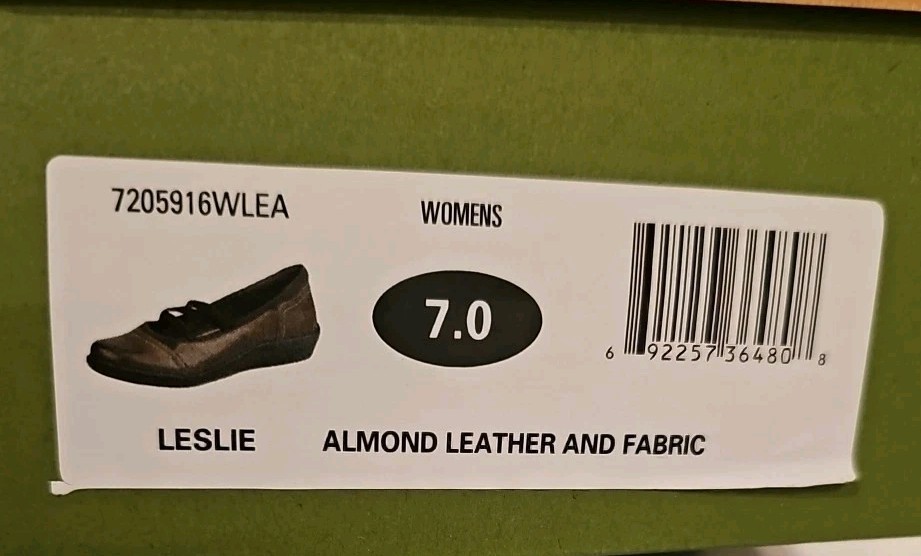 7205916WLEA
WOMENS
7.0
6 92257 36480 8
LESLIE
ALMOND LEATHER AND FABRIC